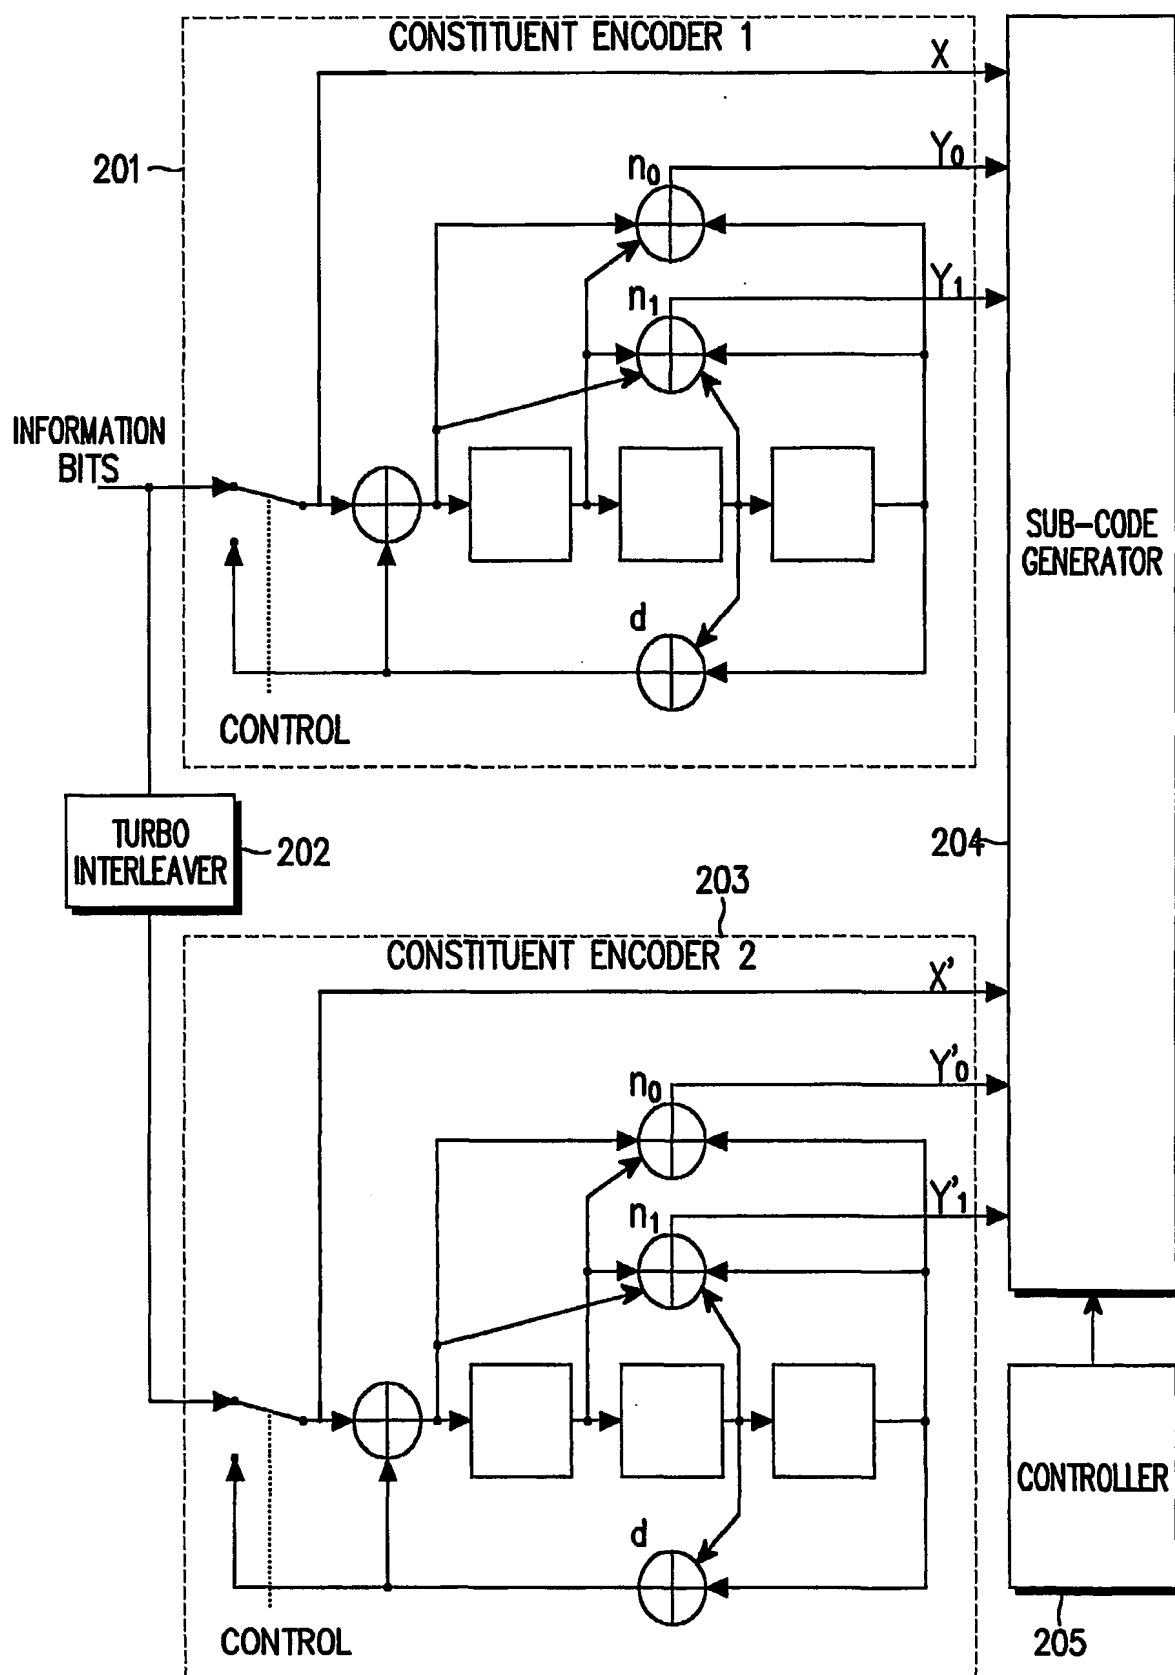 CONSTITUENT ENCODER 1
X
201
Y0
n0
Y1
n1
INFORMATION
BITS
SUB-CODE
GENERATOR
d
CONTROL
TURBO
INTERLEAVER
202
204
203
CONSTITUENT ENCODER 2
X'
Y'0
n0
Y'1
n1
CONTROLLER
d
CONTROL
205